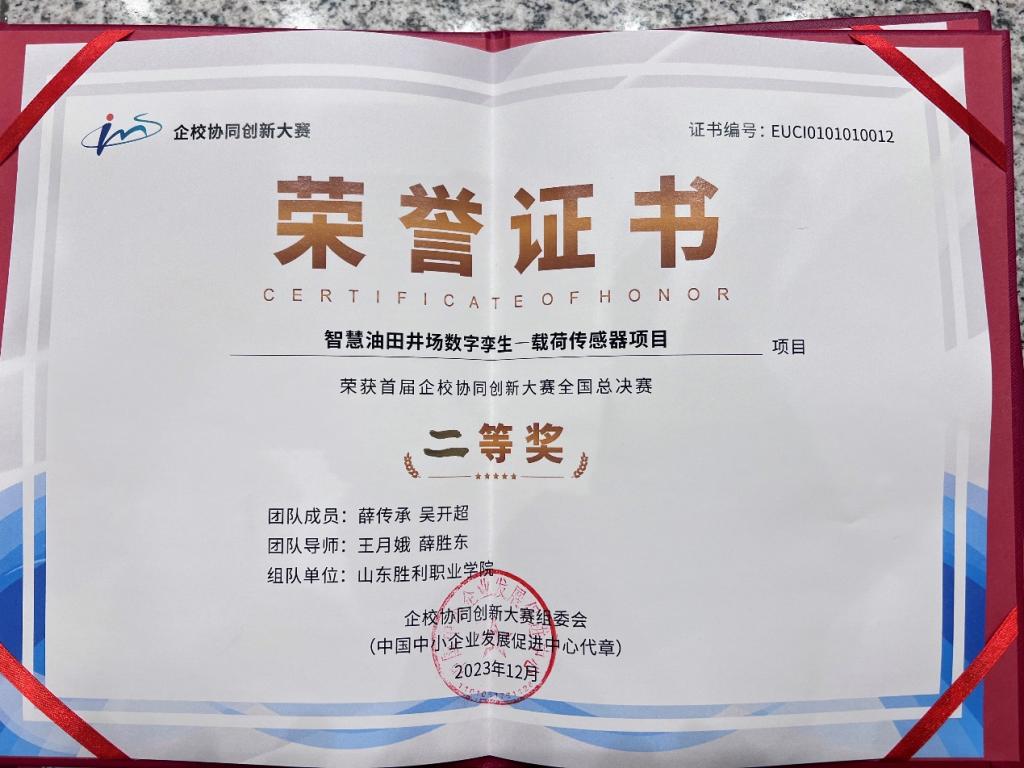 企校协同创新大赛
证书编号：EUCI0101010012
荣誉证书
CERTIFICATE OF HONOR
智慧油田井场数字孪生—载荷传感器项目 项目
荣获首届企校协同创新大赛全国总决赛
二等奖
团队成员：薛传承 吴开超
团队导师：王月娥 薛胜东
组队单位：山东胜利职业学院
企校协同创新大赛组委会
（中国中小企业发展促进中心代章）
2023年12月